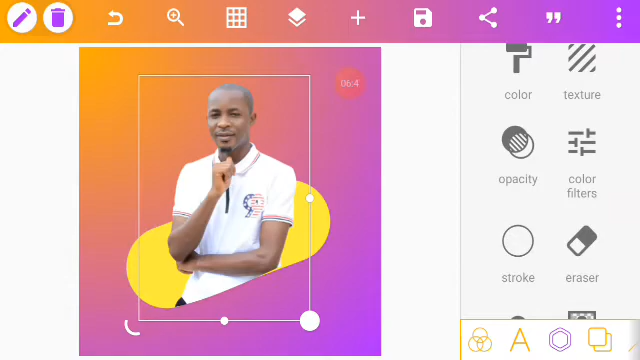 06:4
color
texture
opacity
color
filters
stroke
eraser